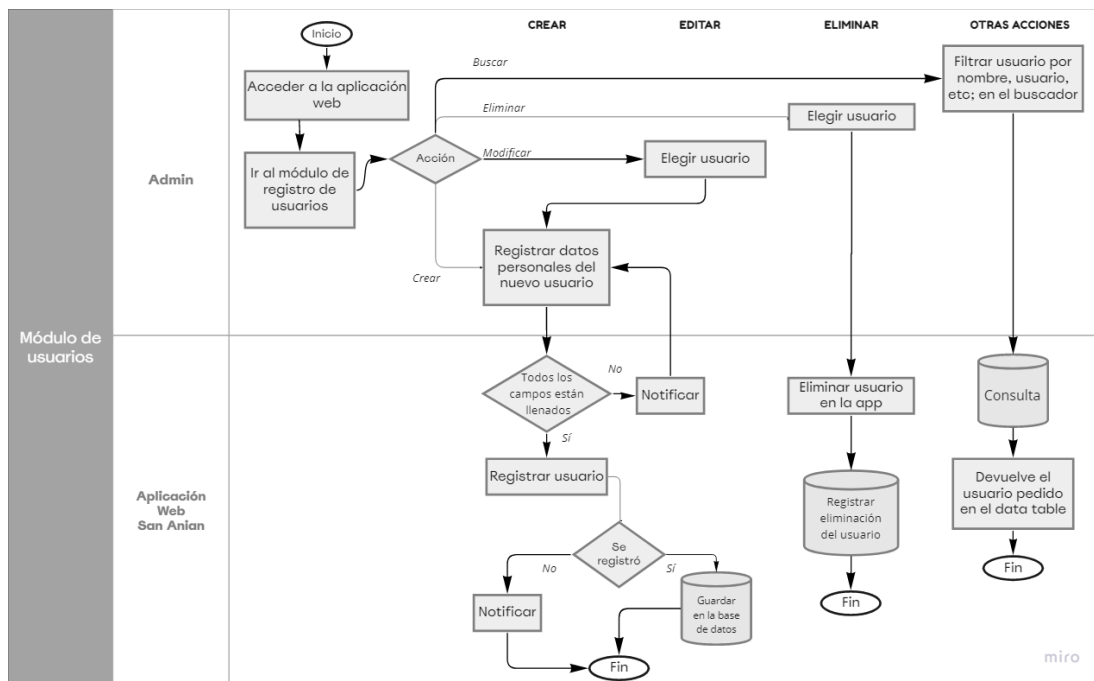 CREAR
EDITAR
ELIMINAR
OTRAS ACCIONES
Inicio
Buscar
Filtrar usuario por
nombre, usuario,
etc; en el buscador
Acceder a la aplicación
web
Eliminar
Elegir usuario
Acción
Modificar
Elegir usuario
Ir al módulo de
registro de
usuarios
Admin
Registrar datos
personales del
nuevo usuario
Crear
Módulo de
usuarios
Todos los
campos están
llenados
No
Notificar
Eliminar usuario
en la app
Consulta
Sí
Registrar usuario
Devuelve el
usuario pedido
en el data table
Aplicación
Web
San Anian
Registrar
eliminación
del usuario
Se
registró
No
Sí
Fin
Notificar
Guardar
en la base
de datos
Fin
Fin
miro